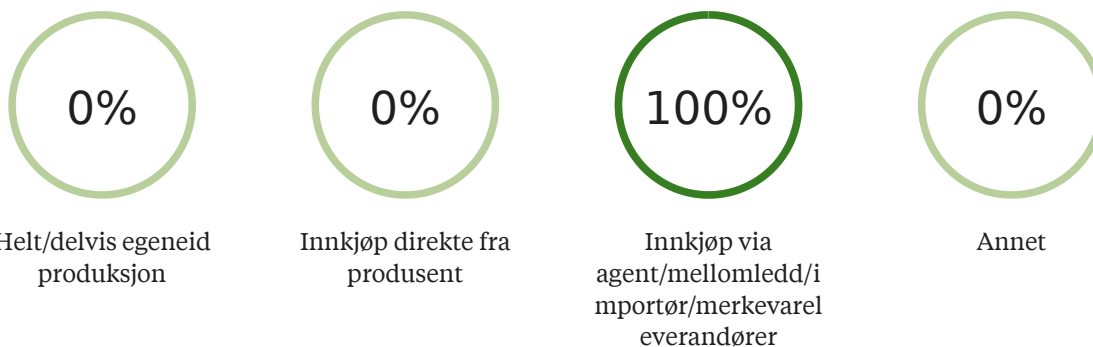 0%
0%
100%
0%
Helt/delvis egeneid
produksjon
Innkjøp direkte fra
produsent
Innkjøp via
agent/mellomledd/i
mportør/merkevarel
everandører
Annet